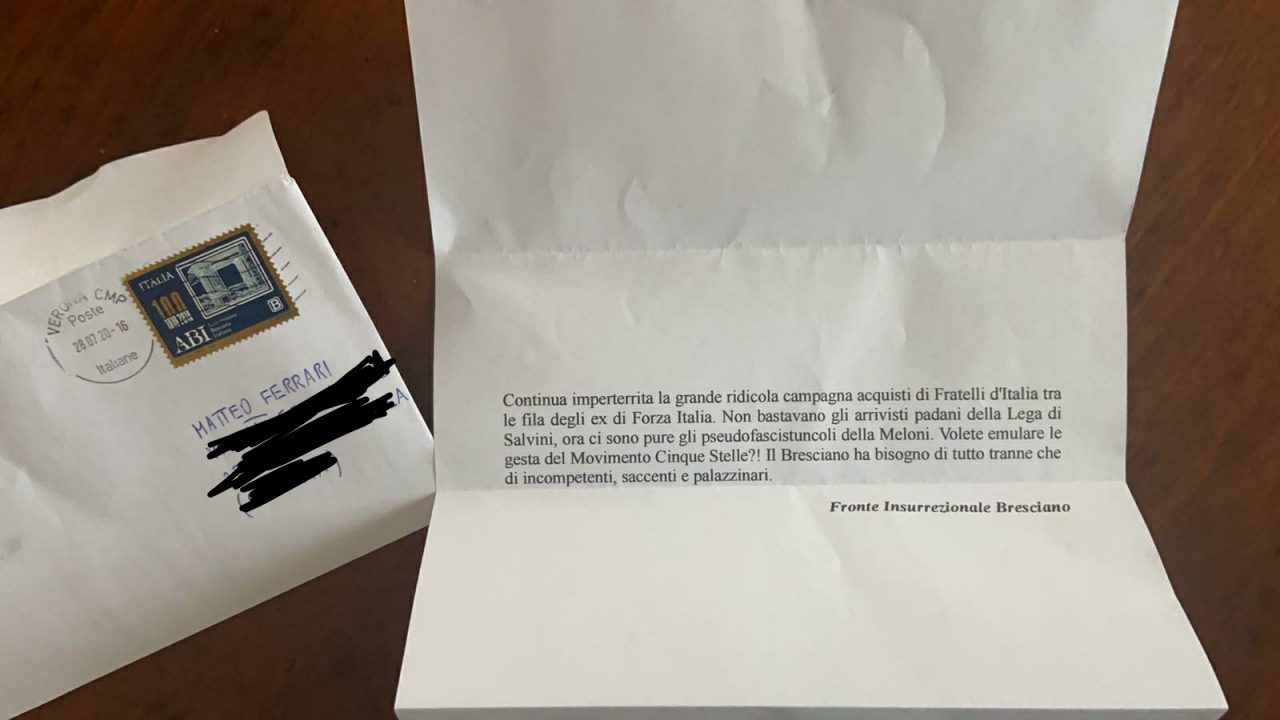 VERONA CMP
Poste
28 07 20-16
Italiane
ITALIA
100
1919 2019
ABI
B
MATTEO FERRARI
Continua imperterrita la grande ridicola campagna acquisti di Fratelli d'Italia tra
le fila degli ex di Forza Italia. Non bastavano gli arrivisti padani della Lega di
Salvini, ora ci sono pure gli pseudofascistuncoli della Meloni. Volete emulare le
gesta del Movimento Cinque Stelle?! Il Bresciano ha bisogno di tutto tranne che
di incompetenti, saccenti e palazzinari.
Fronte Insurrezionale Bresciano